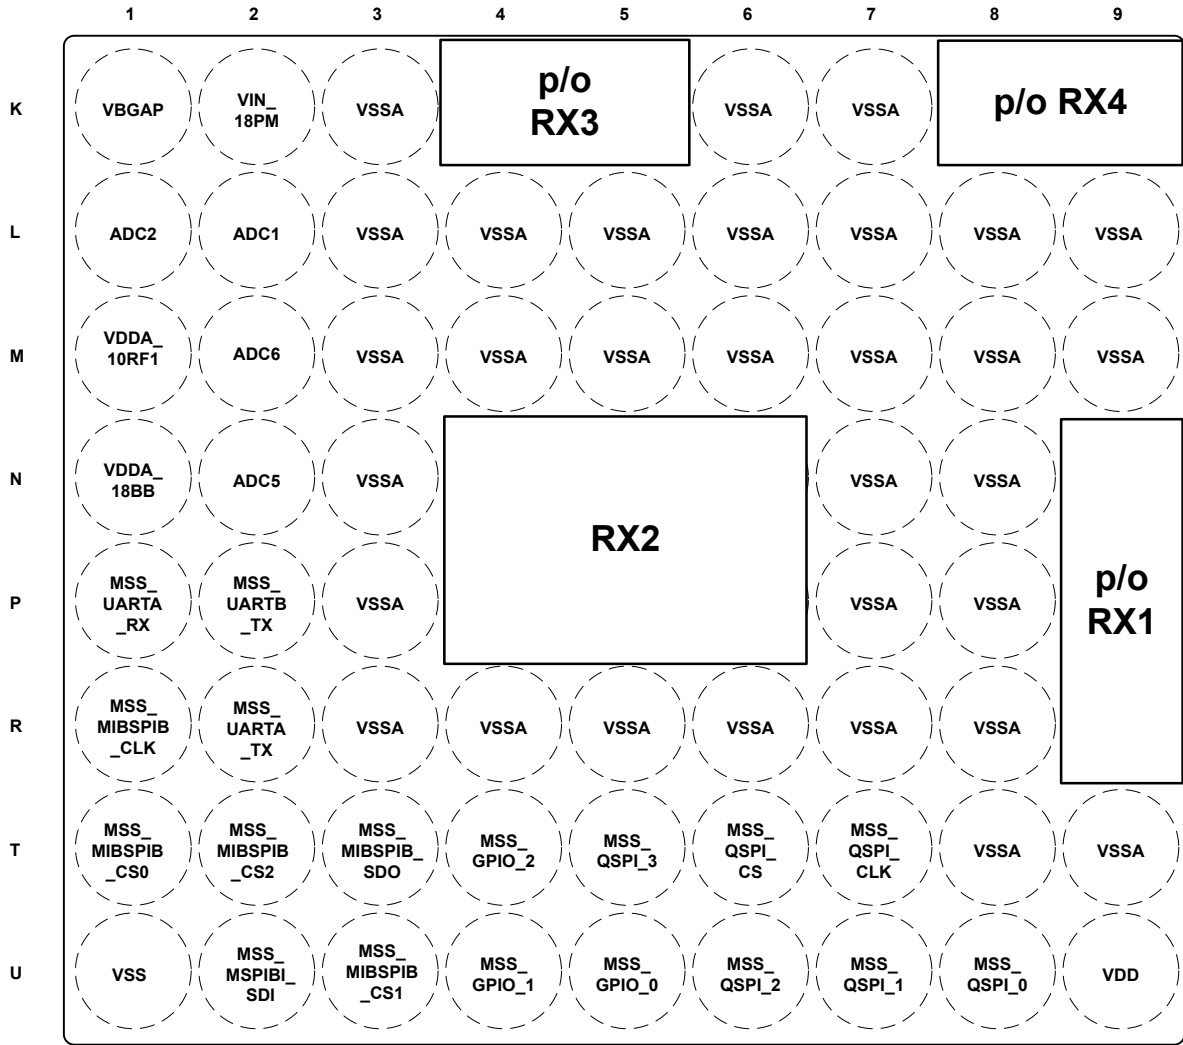 1 2 3 4 5 6 7 8 9
K VBGAP VIN_ VSSA p/o VSSA VSSA p/o RX4
18PM RX3
L ADC2 ADC1 VSSA VSSA VSSA VSSA VSSA VSSA VSSA
M VDDA_ ADC6 VSSA VSSA VSSA VSSA VSSA VSSA VSSA
10RF1
N VDDA_ ADC5 VSSA VSSA VSSA
18BB
RX2
P MSS_ MSS_ VSSA VSSA VSSA p/o
UARTA UARTB RX1
_RX _TX
R MSS_ MSS_ VSSA VSSA VSSA VSSA VSSA VSSA
MIBSPIB UARTA
_CLK _TX
T MSS_ MSS_ MSS_ MSS_ MSS_ MSS_ MSS_ VSSA VSSA
MIBSPIB MIBSPIB MIBSPIB_ GPIO_2 QSPI_3 QSPI_ QSPI_
_CS0 _CS2 SDO CS CLK
U VSS MSS_ MSS_ MSS_ MSS_ MSS_ MSS_ MSS_ VDD
MSPIBI_ MIBSPIB GPIO_1 GPIO_0 QSPI_2 QSPI_1 QSPI_0
SDI _CS1